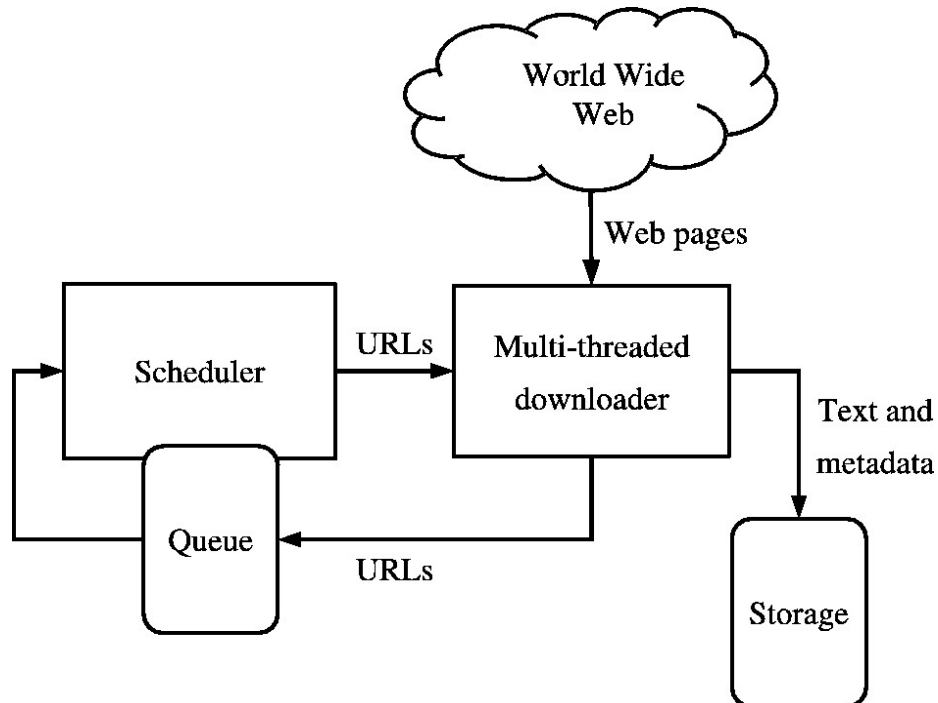 World Wide
Web
Web pages
Scheduler
URLs
Multi-threaded
downloader
Text and
metadata
Queue
URLs
Storage